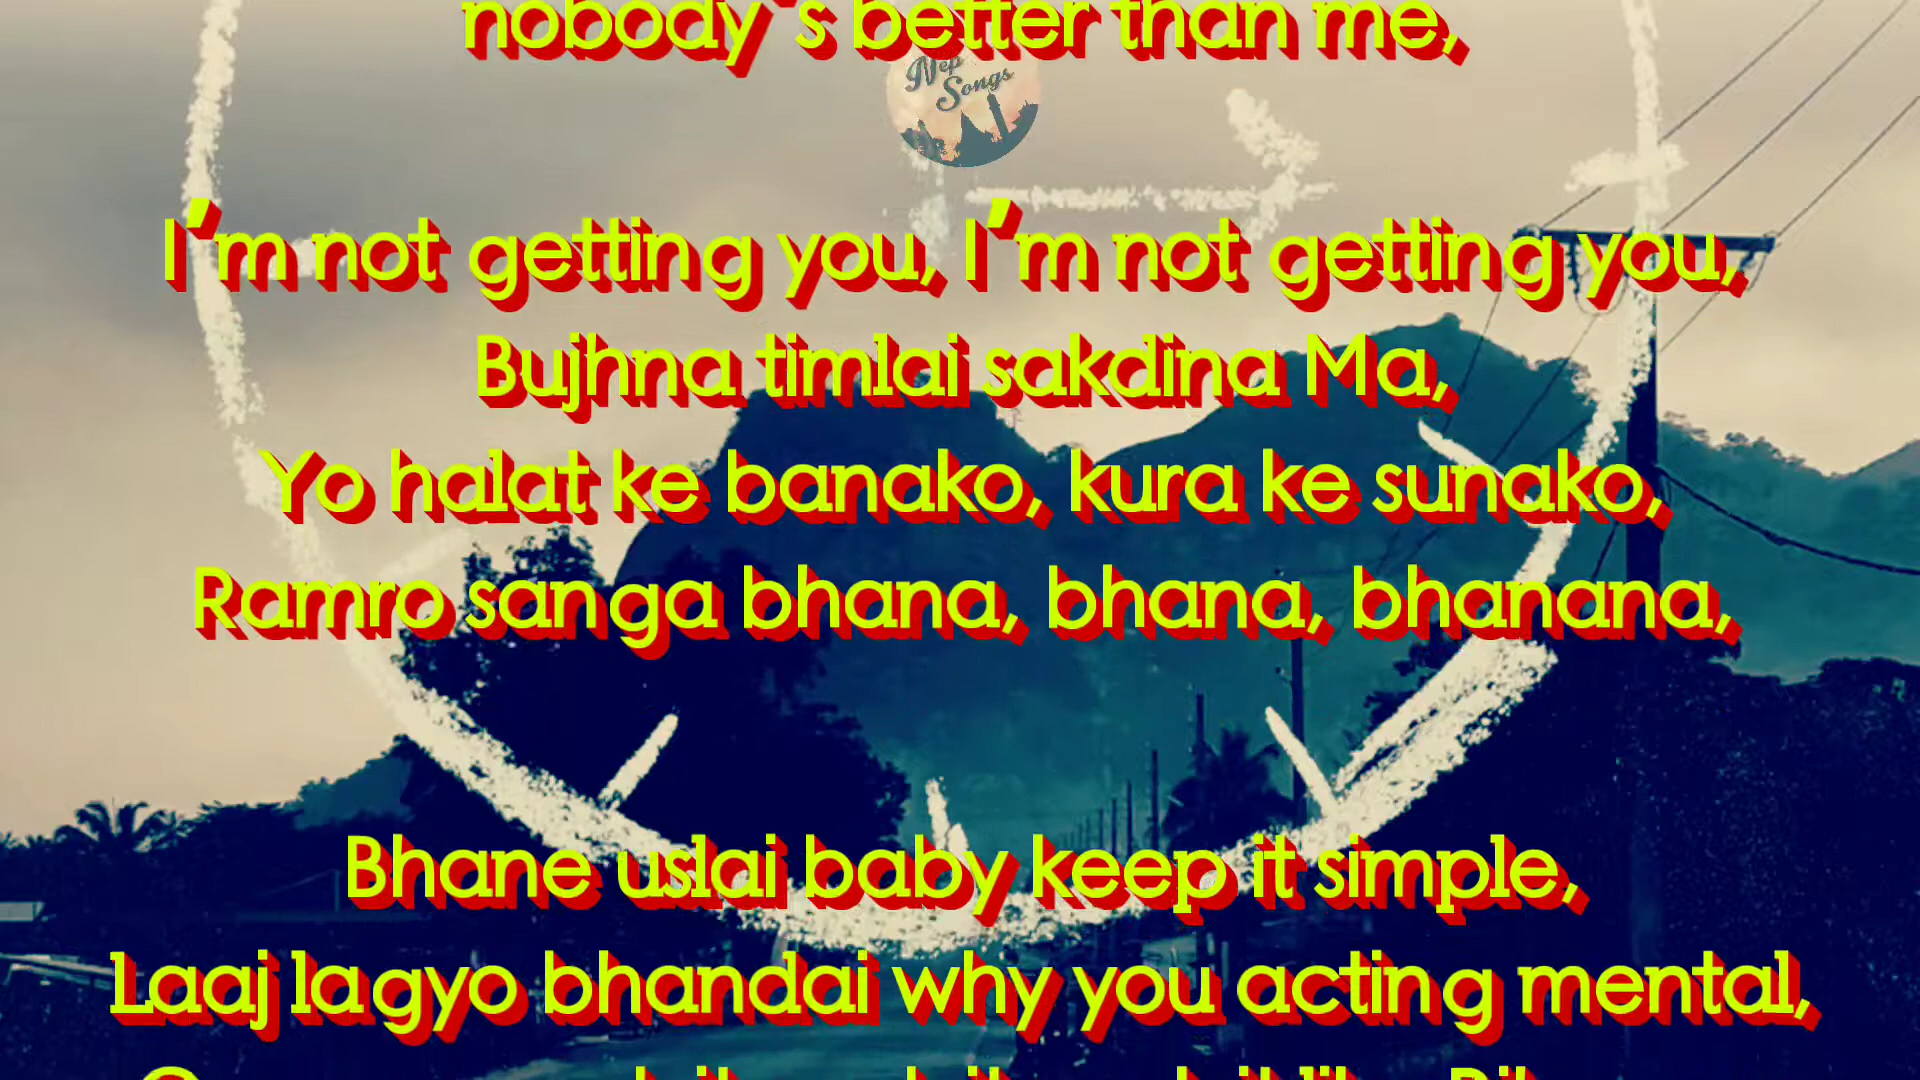 nobody's better than me,
Nep
Songs
I'm not getting you, I'm not getting you,
Bujhna timlai sakdina Ma,
Yo halat ke banako, kura ke sunako,
Ramro sanga bhana, bhana, bhanana,
Bhane uslai baby keep it simple,
Laaj lagyo bhandai why you acting mental,